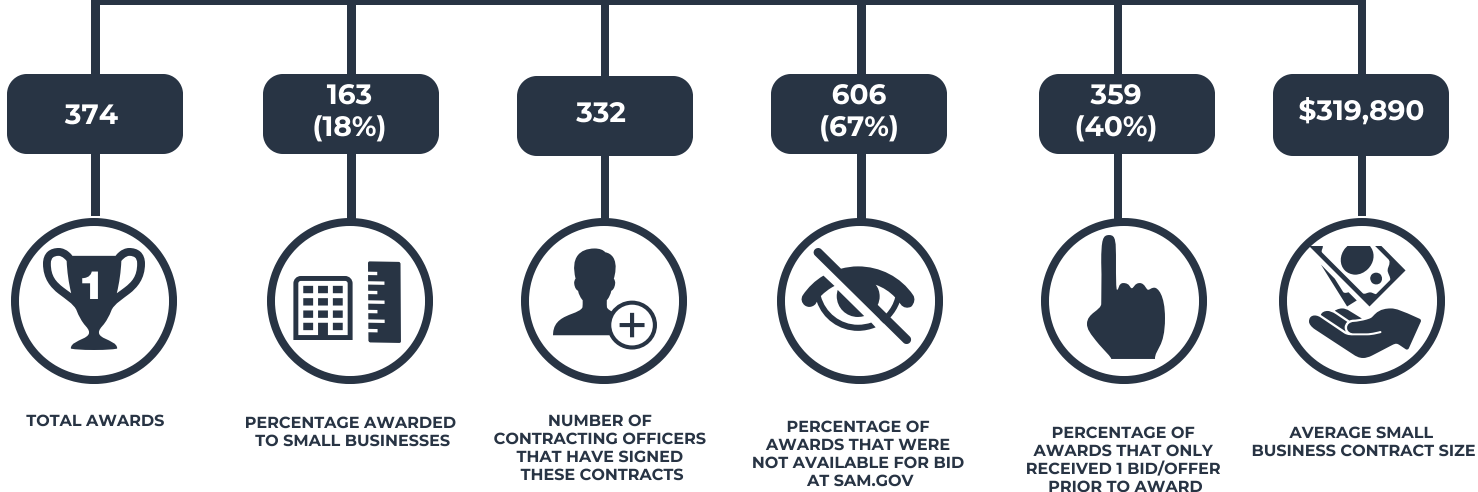 374
163
(18%)
332
606
(67%)
359
(40%)
$319,890
1
TOTAL AWARDS
PERCENTAGE AWARDED
TO SMALL BUSINESSES
NUMBER OF
CONTRACTING OFFICERS
THAT HAVE SIGNED
THESE CONTRACTS
PERCENTAGE OF
AWARDS THAT WERE
NOT AVAILABLE FOR BID
AT SAM.GOV
PERCENTAGE OF
AWARDS THAT ONLY
RECEIVED 1 BID/OFFER
PRIOR TO AWARD
AVERAGE SMALL
BUSINESS CONTRACT SIZE